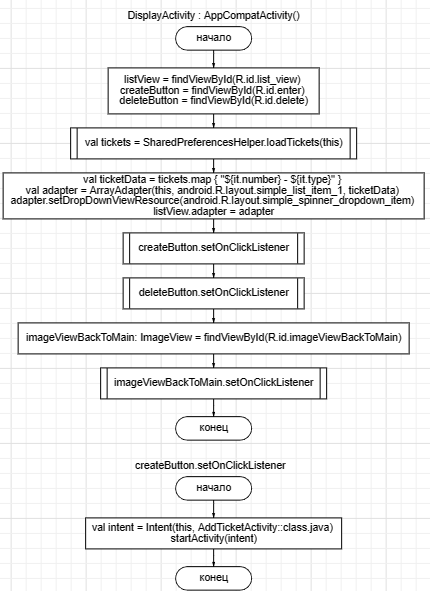 DisplayActivity : AppCompatActivity()
начало
listView = findViewById(R.id.list_view)
createButton = findViewById(R.id.enter)
deleteButton = findViewById(R.id.delete)
val tickets = SharedPreferencesHelper.loadTickets(this)
val ticketData = tickets.map { "${it.number} - ${it.type}" }
val adapter = ArrayAdapter(this, android.R.layout.simple_list_item_1, ticketData)
adapter.setDropDownViewResource(android.R.layout.simple_spinner_dropdown_item)
listView.adapter = adapter
createButton.setOnClickListener
deleteButton.setOnClickListener
imageViewBackToMain: ImageView = findViewById(R.id.imageViewBackToMain)
imageViewBackToMain.setOnClickListener
конец
createButton.setOnClickListener
начало
val intent = Intent(this, AddTicketActivity::class.java)
startActivity(intent)
конец